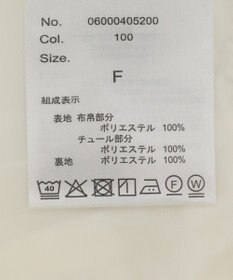 No. 06000405200
Col. 100
Size.
F
組成表示
表地 布帛部分
ポリエステル 100%
チュール部分
ポリエステル 100%
裏地 ポリエステル 100%
40 F W